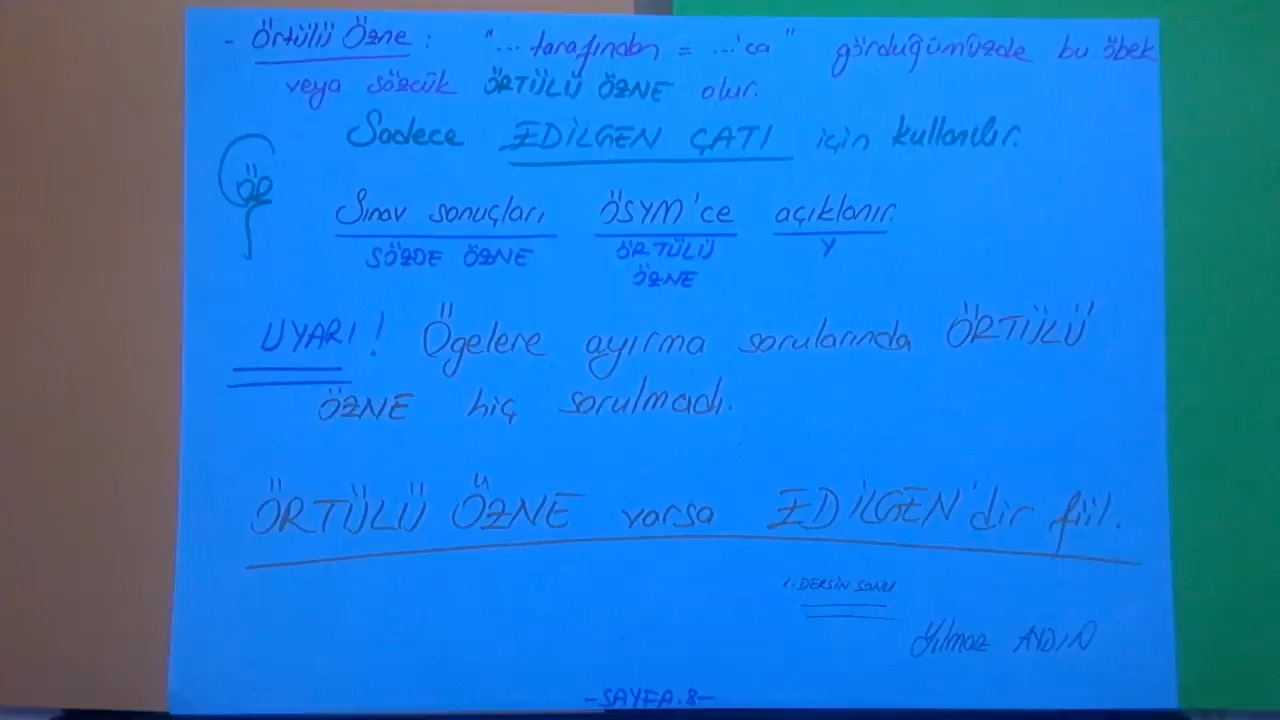 - Örtülü Özne: "... tarafından = ...'ca" gördüğümüzde bu öbek
veya sözcük ÖRTÜLÜ ÖZNE olur.
Sadece EDİLGEN ÇATI için kullanılır.
ÖR
Sınav sonuçları ÖSYM'ce açıklanır.
SÖZDE ÖZNE ÖRTÜLÜ Y
ÖZNE
UYARI! Ögelere ayırma sorularında ÖRTÜLÜ
ÖZNE hiç sorulmadı.
ÖRTÜLÜ ÖZNE varsa EDİLGEN'dir fiil.
1. DERSİN SONU
Yılmaz AYDIN
-SAYFA.8-